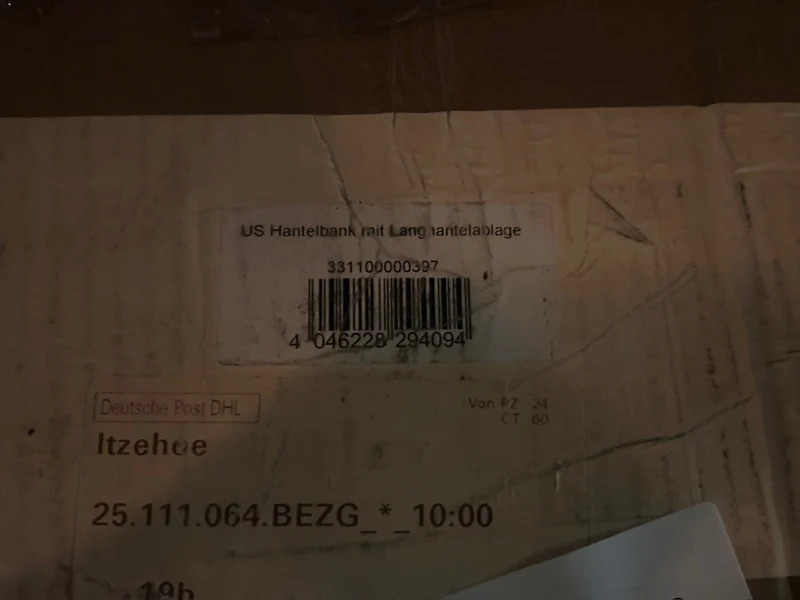 US Hantelbank mit Langhantelablage
331100000397
4 046228 294094
Deutsche Post DHL
Von PZ 24
CT 60
Itzehoe
25.111.064.BEZG_*_10:00
19h